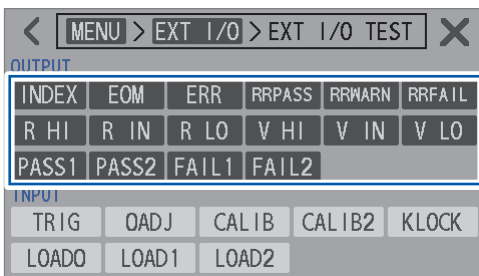 MENU > EXT I/O > EXT I/O TEST
OUTPUT
INDEX EOM ERR RRPASS RRWARN RRFAIL
R HI R IN R LO V HI V IN V LO
PASS1 PASS2 FAIL1 FAIL2
INPUT
TRIG 0ADJ CALIB CALIB2 KLOCK
LOAD0 LOAD1 LOAD2